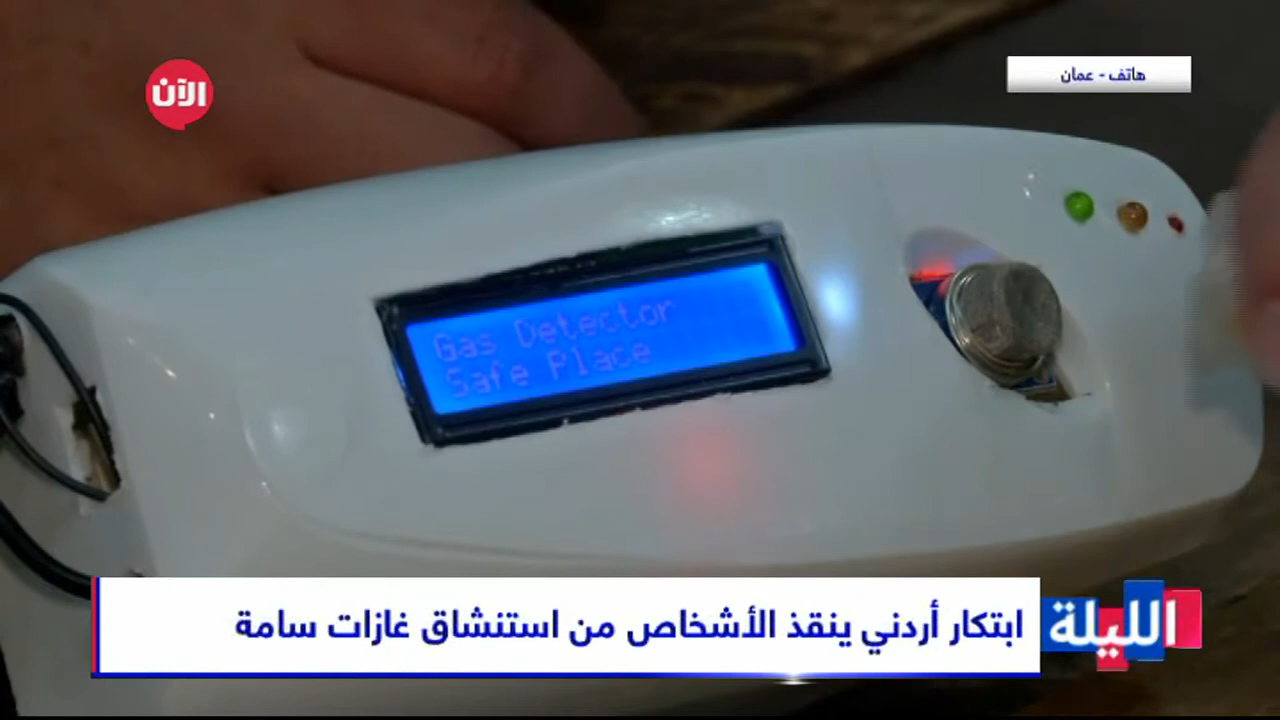 الآن
هاتف - عمان
Gas Detector
Safe Place
ابتكار أردني ينقذ الأشخاص من استنشاق غازات سامة
الليلة